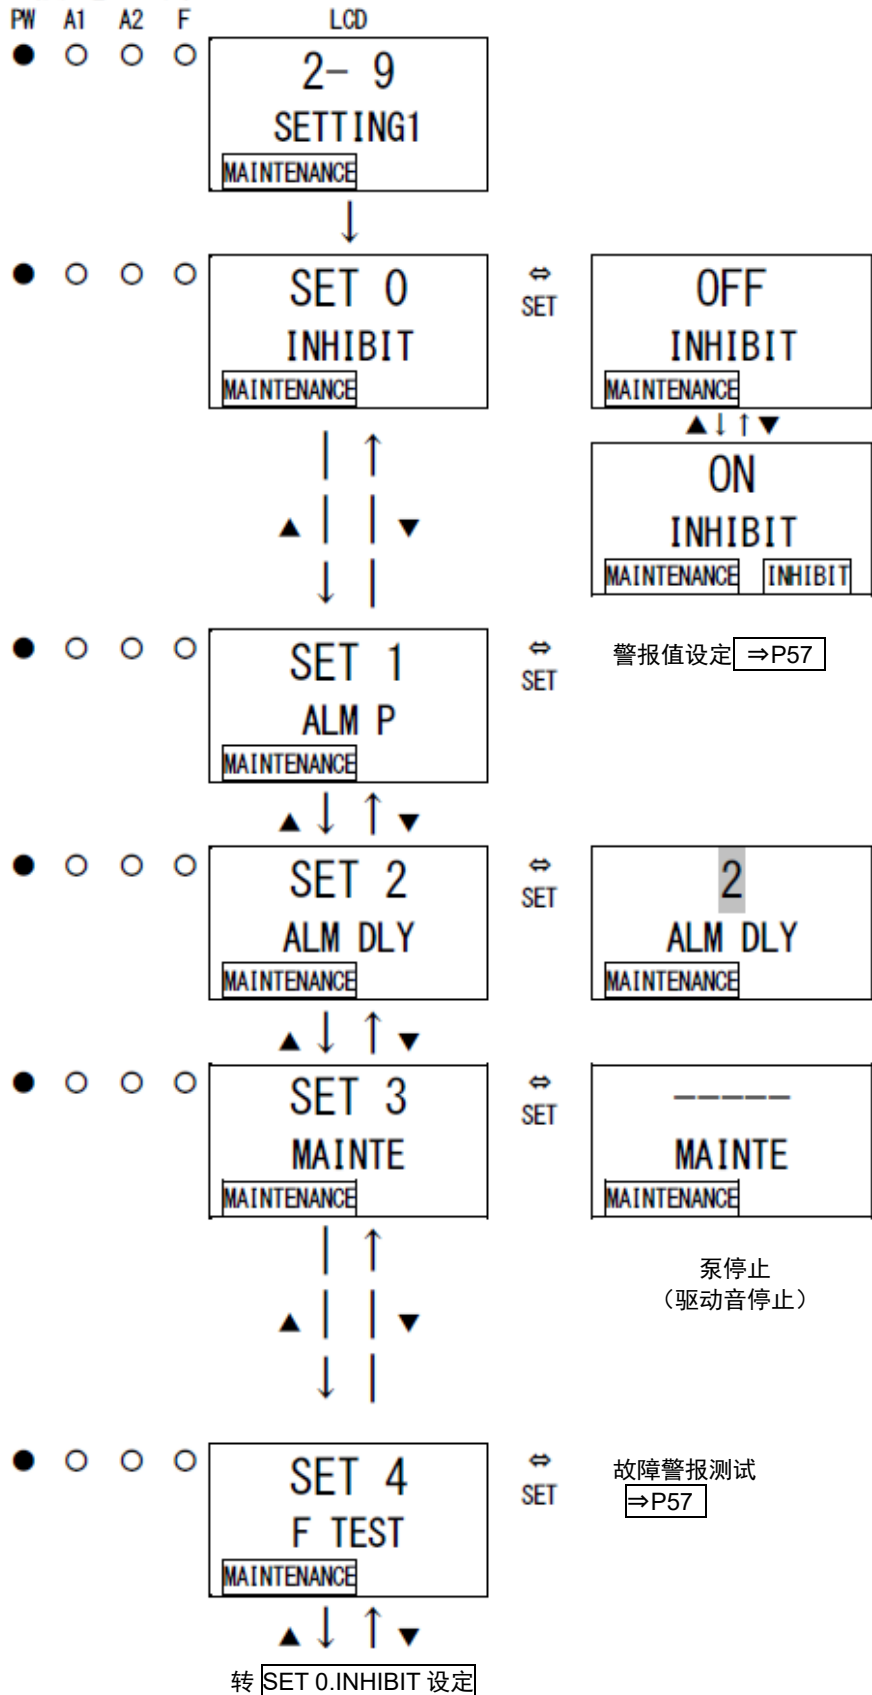 PW A1 A2 F LCD
● ○ ○ ○
2- 9
SETTING1
MAINTENANCE
↓
● ○ ○ ○
SET 0
INHIBIT
MAINTENANCE
⇔
SET
OFF
INHIBIT
MAINTENANCE
▲↓↑▼
ON
INHIBIT
MAINTENANCE INHIBIT
▲ ↓ ↑ ▼
● ○ ○ ○
SET 1
ALM P
MAINTENANCE
⇔
SET
警报值设定 ⇒P57
▲ ↓ ↑ ▼
● ○ ○ ○
SET 2
ALM DLY
MAINTENANCE
⇔
SET
2
ALM DLY
MAINTENANCE
▲ ↓ ↑ ▼
● ○ ○ ○
SET 3
MAINTE
MAINTENANCE
⇔
SET
-----
MAINTE
MAINTENANCE
泵停止
（驱动音停止）
▲ ↓ ↑ ▼
● ○ ○ ○
SET 4
F TEST
MAINTENANCE
⇔
SET
故障警报测试
⇒P57
▲ ↓ ↑ ▼
转 SET 0.INHIBIT 设定